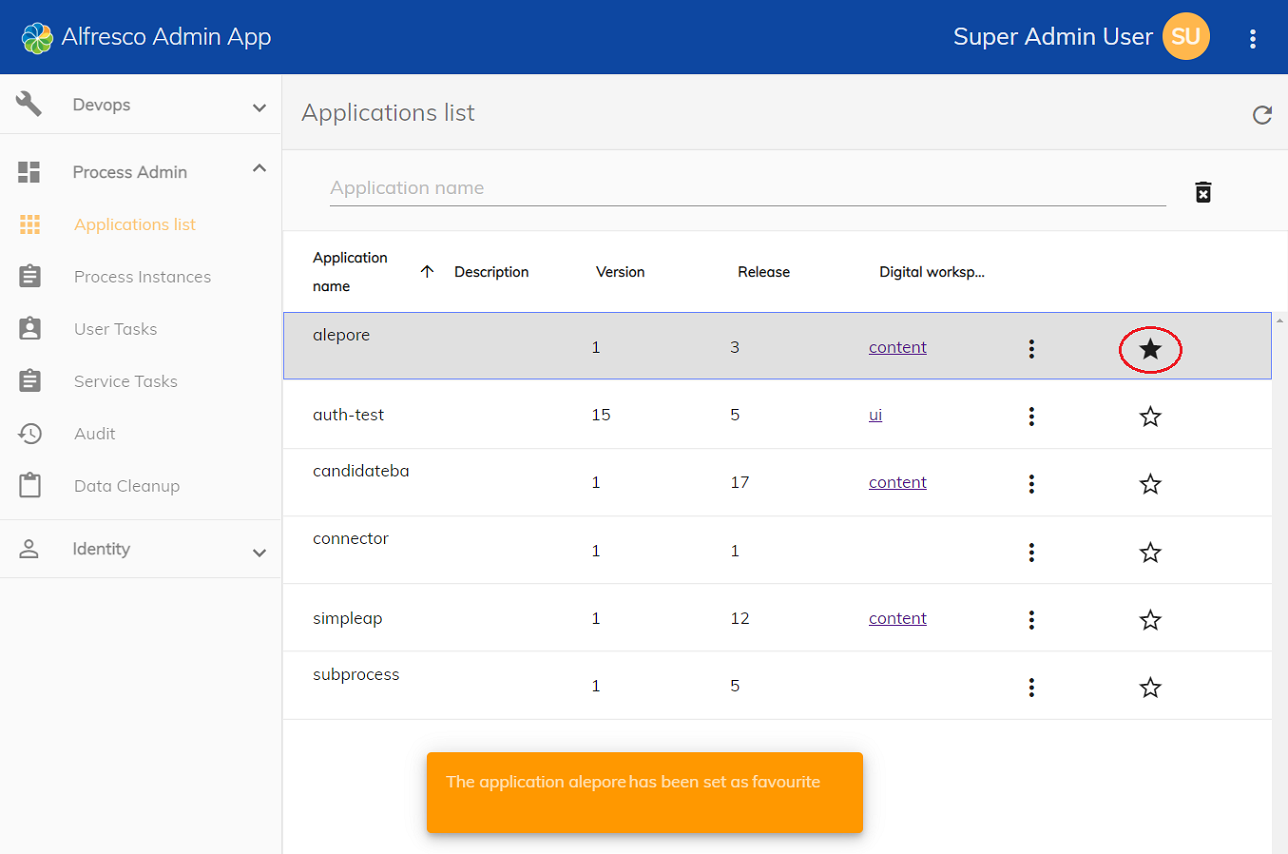 Alfresco Admin App
Super Admin User SU
Devops
Process Admin
Applications list
Process Instances
User Tasks
Service Tasks
Audit
Data Cleanup
Identity
Applications list
Application name
Application
name
Description
Version
Release
Digital worksp...
alepore 1 3 content
auth-test 15 5 ui
candidateba 1 17 content
connector 1 1
simpleap 1 12 content
subprocess 1 5
The application alepore has been set as favourite